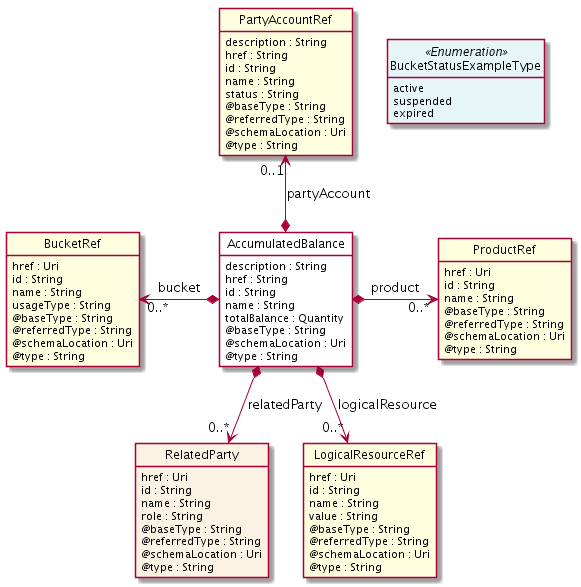 PartyAccountRef
description : String
href : String
id : String
name : String
status : String
@baseType : String
@referredType : String
@schemaLocation : Uri
@type : String
«Enumeration»
BucketStatusExampleType
active
suspended
expired
0..1
partyAccount
BucketRef
href : Uri
id : String
name : String
usageType : String
@baseType : String
@referredType : String
@schemaLocation : Uri
@type : String
bucket
0..*
AccumulatedBalance
description : String
href : String
id : String
name : String
totalBalance : Quantity
@baseType : String
@schemaLocation : Uri
@type : String
product
0..*
ProductRef
href : Uri
id : String
name : String
@baseType : String
@referredType : String
@schemaLocation : Uri
@type : String
relatedParty
0..*
logicalResource
0..*
RelatedParty
href : Uri
id : String
name : String
role : String
@baseType : String
@referredType : String
@schemaLocation : Uri
@type : String
LogicalResourceRef
href : Uri
id : String
name : String
value : String
@baseType : String
@referredType : String
@schemaLocation : Uri
@type : String